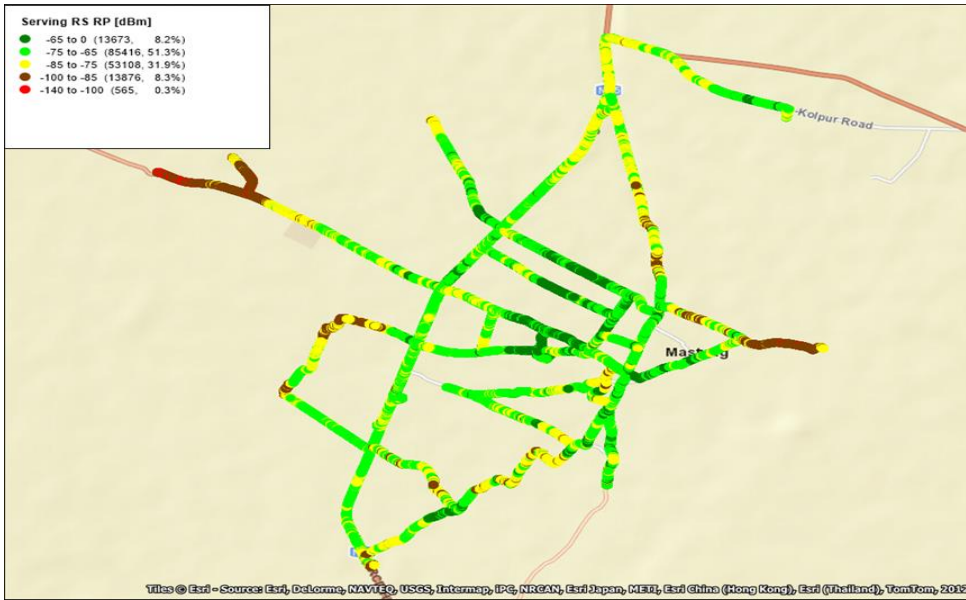 Serving RS RP [dBm]
-65 to 0 (13673, 8.2%)
-75 to -65 (85416, 51.3%)
-85 to -75 (53108, 31.9%)
-100 to -85 (13876, 8.3%)
-140 to -100 (565, 0.3%)
Kolpur Road
Tiles © Esri - Source: Esri, DeLorme, NAVTEQ, USGS, Intermap, iPC, NRCAN, Esri Japan, METI, Esri China (Hong Kong), Esri (Thailand), TomTom,